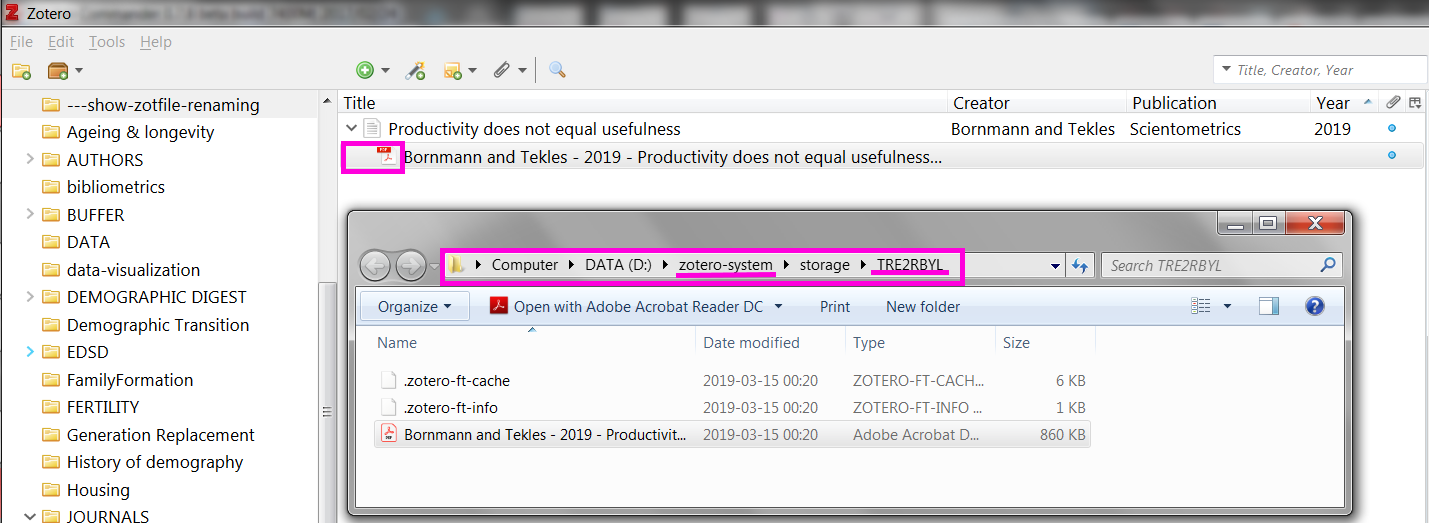 Zotero
File Edit Tools Help
Title, Creator, Year
---show-zotfile-renaming
Ageing & longevity
AUTHORS
bibliometrics
BUFFER
DATA
data-visualization
DEMOGRAPHIC DIGEST
Demographic Transition
EDSD
FamilyFormation
FERTILITY
Generation Replacement
History of demography
Housing
JOURNALS
Title Creator Publication Year
Productivity does not equal usefulness Bornmann and Tekles Scientometrics 2019
PDF Bornmann and Tekles - 2019 - Productivity does not equal usefulness...
Computer DATA (D:) zotero-system storage TRE2RBYL Search TRE2RBYL
Organize Open with Adobe Acrobat Reader DC Print New folder
Name Date modified Type Size
.zotero-ft-cache 2019-03-15 00:20 ZOTERO-FT-CACH... 6 KB
.zotero-ft-info 2019-03-15 00:20 ZOTERO-FT-INFO ... 1 KB
Bornmann and Tekles - 2019 - Productivit... 2019-03-15 00:20 Adobe Acrobat D... 860 KB